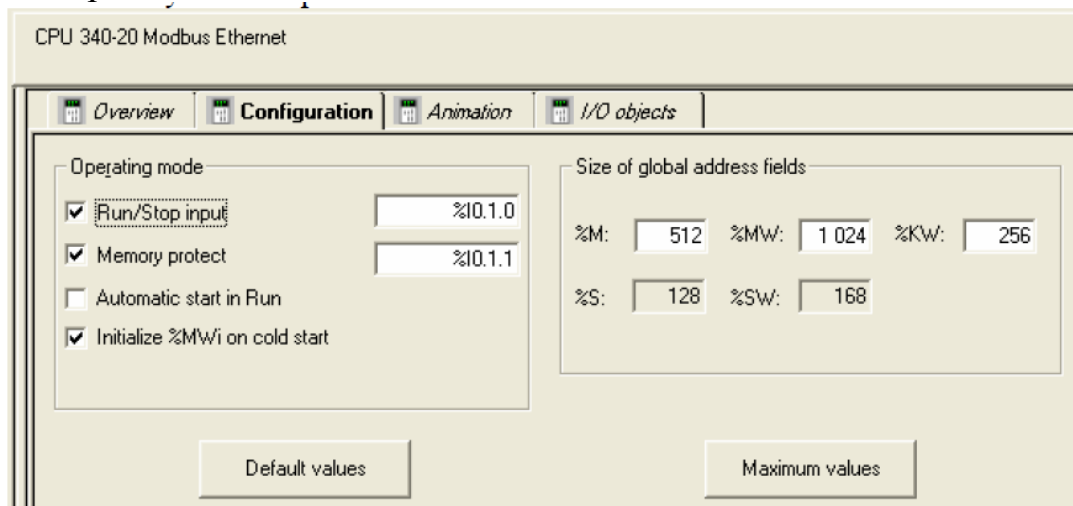 CPU 340-20 Modbus Ethernet
Overview Configuration Animation I/O objects
Operating mode
Run/Stop input %I0.1.0
Memory protect %I0.1.1
Automatic start in Run
Initialize %MWi on cold start
Size of global address fields
%M: 512 %MW: 1 024 %KW: 256
%S: 128 %SW: 168
Default values
Maximum values